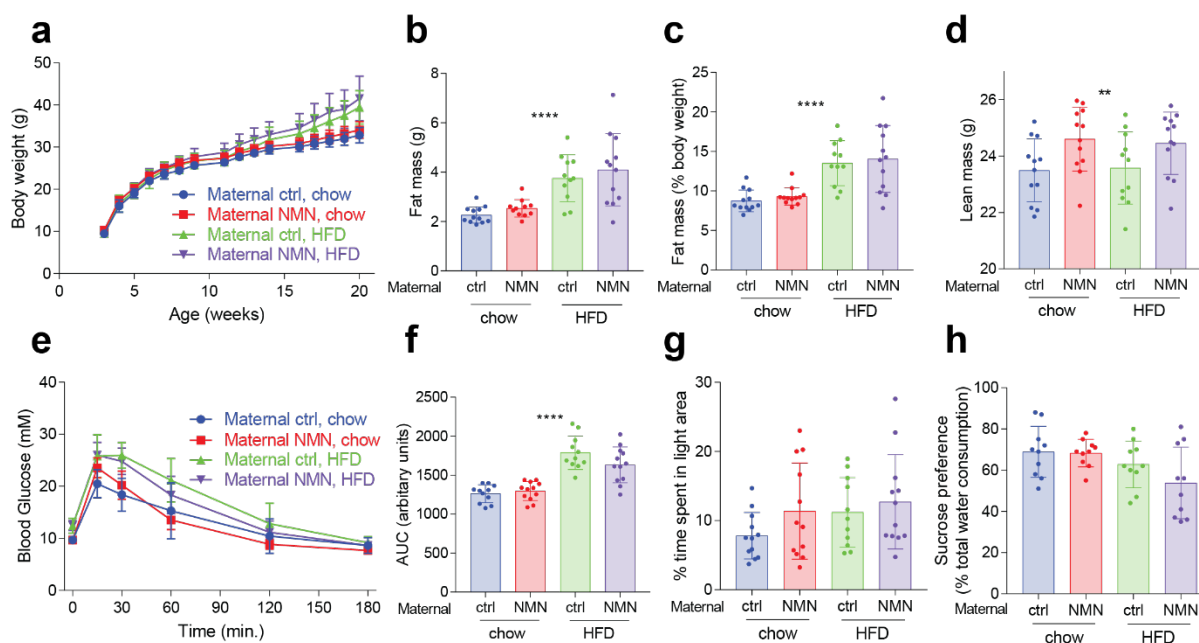 a
Body weight (g)
50
40
30
20
10
0
Maternal ctrl, chow
Maternal NMN, chow
Maternal ctrl, HFD
Maternal NMN, HFD
0 5 10 15 20
Age (weeks)
b
Fat mass (g)
8
6
4
2
0
****
Maternal ctrl NMN ctrl NMN
chow HFD
c
Fat mass (% body weight)
25
20
15
10
5
0
****
Maternal ctrl NMN ctrl NMN
chow HFD
d
Lean mass (g)
26
24
22
20
**
Maternal ctrl NMN ctrl NMN
chow HFD
e
Blood Glucose (mM)
40
30
20
10
0
Maternal ctrl, chow
Maternal NMN, chow
Maternal ctrl, HFD
Maternal NMN, HFD
0 30 60 90 120 150 180
Time (min.)
f
AUC (arbitary units)
2500
2000
1500
1000
500
0
****
Maternal ctrl NMN ctrl NMN
chow HFD
g
% time spent in light area
30
20
10
0
Maternal ctrl NMN ctrl NMN
chow HFD
h
Sucrose preference
(% total water consumption)
100
80
60
40
20
0
Maternal ctrl NMN ctrl NMN
chow HFD